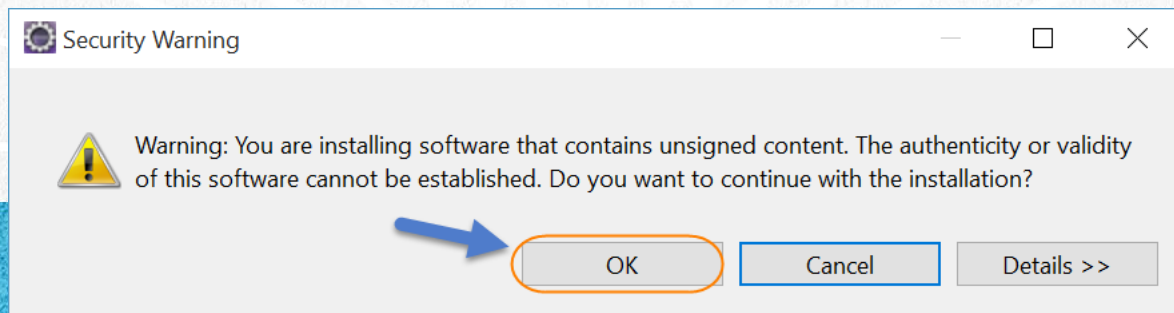 Security Warning
Warning: You are installing software that contains unsigned content. The authenticity or validity
of this software cannot be established. Do you want to continue with the installation?
OK Cancel Details >>